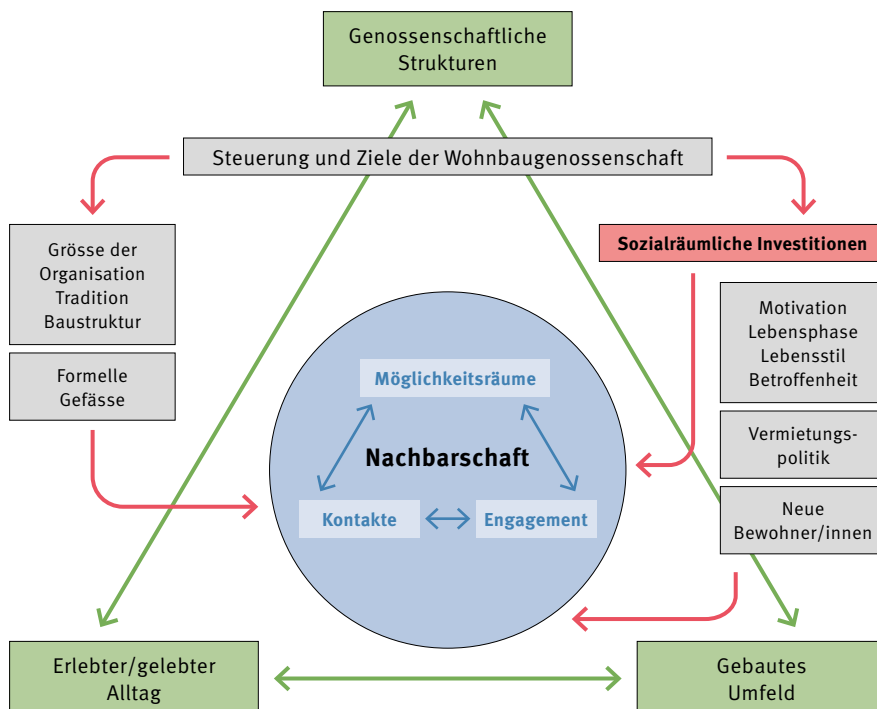 Genossenschaftliche
Strukturen
Steuerung und Ziele der Wohnbaugenossenschaft
Grösse der
Organisation
Tradition
Baustruktur
Formelle
Gefässe
Sozialräumliche Investitionen
Motivation
Lebensphase
Lebensstil
Betroffenheit
Vermietungs-
politik
Neue
Bewohner/innen
Möglichkeitsräume
Nachbarschaft
Kontakte
Engagement
Erlebter/gelebter
Alltag
Gebautes
Umfeld